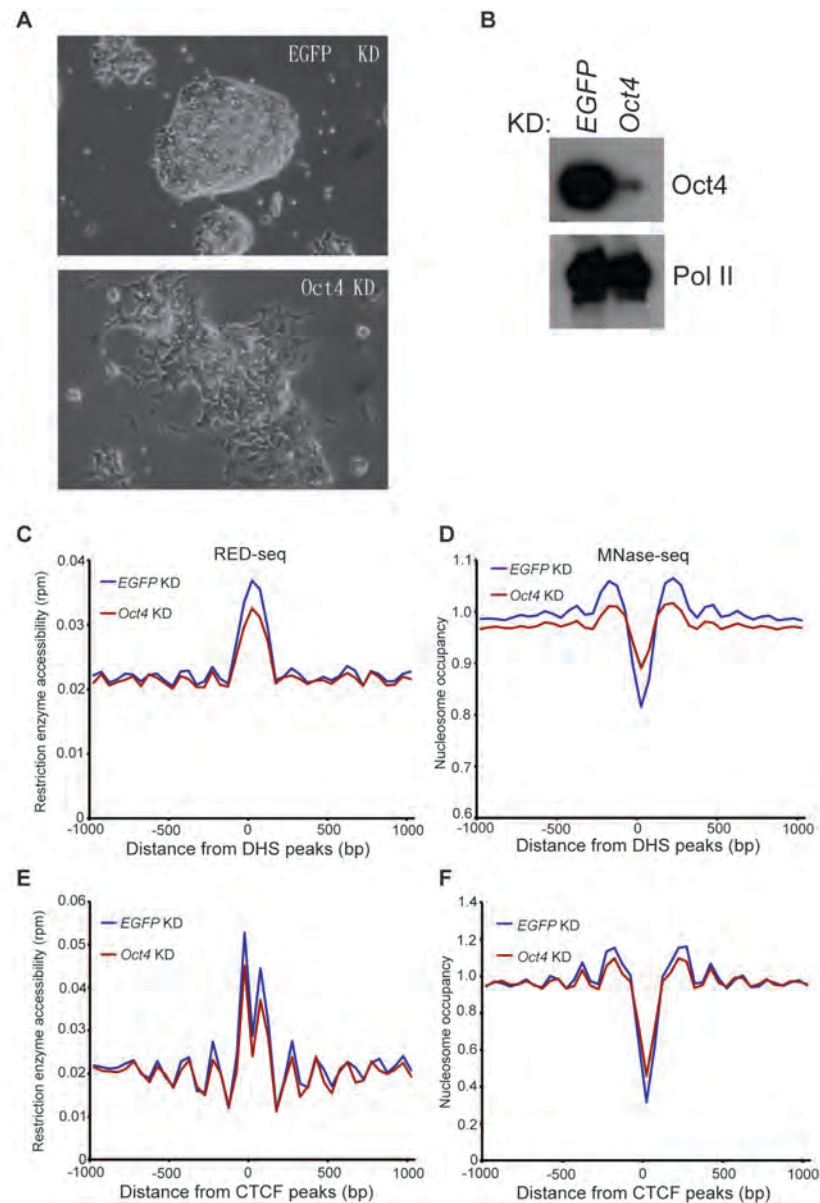 A
EGFP KD
Oct4 KD
B
KD: EGFP Oct4
Oct4
Pol II
C
RED-seq
EGFP KD
Oct4 KD
Restriction enzyme accessibility (rpm)
0.04
0.03
0.02
0.01
0
-1000 -500 0 500 1000
Distance from DHS peaks (bp)
D
MNase-seq
EGFP KD
Oct4 KD
Nucleosome occupancy
1.1
1.0
0.9
0.8
0.7
0.6
-1000 -500 0 500 1000
Distance from DHS peaks (bp)
E
EGFP KD
Oct4 KD
Restriction enzyme accessibility (rpm)
0.06
0.05
0.04
0.03
0.02
0.01
0
-1000 -500 0 500 1000
Distance from CTCF peaks (bp)
F
EGFP KD
Oct4 KD
Nucleosome occupancy
1.4
1.2
1.0
0.8
0.6
0.4
0.2
0
-1000 -500 0 500 1000
Distance from CTCF peaks (bp)